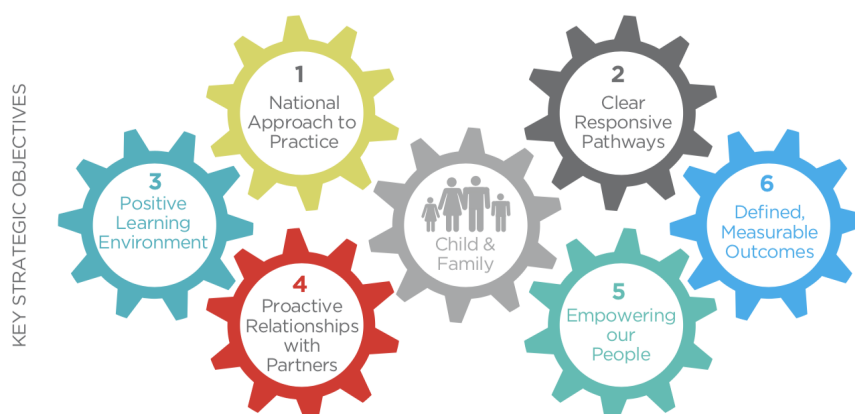 KEY STRATEGIC OBJECTIVES
1
National
Approach to
Practice
2
Clear
Responsive
Pathways
3
Positive
Learning
Environment
Child &
Family
6
Defined,
Measurable
Outcomes
4
Proactive
Relationships
with
Partners
5
Empowering
our
People